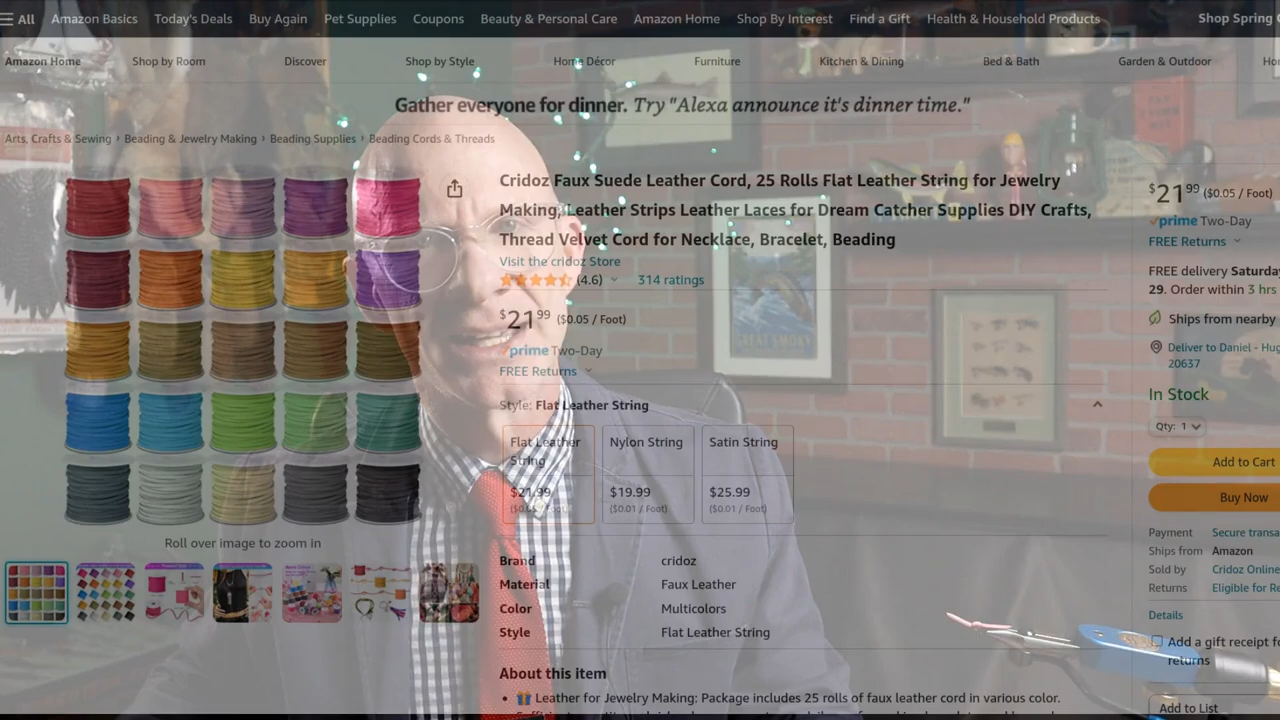 All Amazon Basics Today's Deals Buy Again Pet Supplies Coupons Beauty & Personal Care Amazon Home Shop By Interest Find a Gift Health & Household Products Shop Spring
Amazon Home Shop by Room Discover Shop by Style Home Décor Furniture Kitchen & Dining Bed & Bath Garden & Outdoor
Gather everyone for dinner. Try "Alexa announce it's dinner time."
Arts, Crafts & Sewing › Beading & Jewelry Making › Beading Supplies › Beading Cords & Threads
Cridoz Faux Suede Leather Cord, 25 Rolls Flat Leather String for Jewelry
Making, Leather Strips Leather Laces for Dream Catcher Supplies DIY Crafts,
Thread Velvet Cord for Necklace, Bracelet, Beading
Visit the cridoz Store
(4.6) 314 ratings
$21.99 ($0.05 / Foot)
prime Two-Day
FREE Returns
Style: Flat Leather String
Flat Leather String
$21.99
($0.05 / Foot)
Nylon String
$19.99
($0.01 / Foot)
Satin String
$25.99
($0.01 / Foot)
Brand cridoz
Material Faux Leather
Color Multicolors
Style Flat Leather String
About this item
• Leather for Jewelry Making: Package includes 25 rolls of faux leather cord in various color.
Roll over image to zoom in
GREAT SMOKY
$21.99 ($0.05 / Foot)
prime Two-Day
FREE Returns
FREE delivery Saturda
29. Order within 3 hrs
Ships from nearby
Deliver to Daniel - Hug
20637
In Stock
Qty: 1
Add to Cart
Buy Now
Payment Secure transa
Ships from Amazon
Sold by Cridoz Online
Returns Eligible for Re
Details
Add a gift receipt fo
returns
Add to List